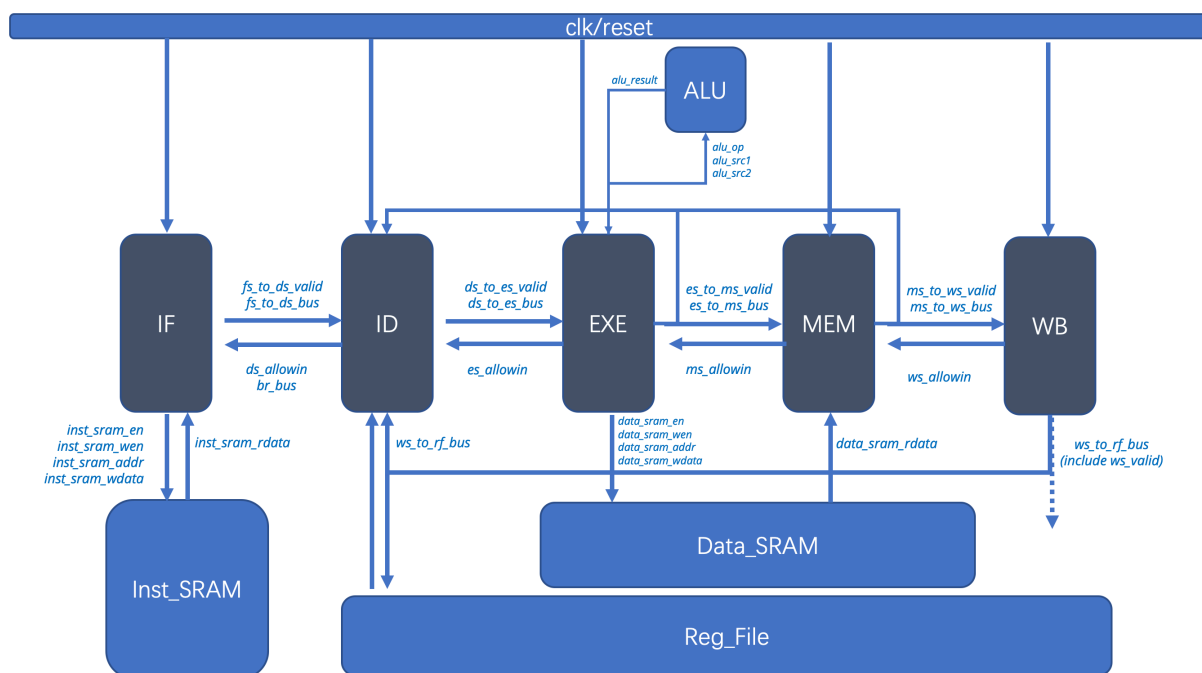 clk/reset
alu_result
ALU
alu_op
alu_src1
alu_src2
IF
fs_to_ds_valid
fs_to_ds_bus
ds_allowin
br_bus
ID
ds_to_es_valid
ds_to_es_bus
es_allowin
EXE
es_to_ms_valid
es_to_ms_bus
ms_allowin
MEM
ms_to_ws_valid
ms_to_ws_bus
ws_allowin
WB
inst_sram_en
inst_sram_wen
inst_sram_addr
inst_sram_wdata
inst_sram_rdata
ws_to_rf_bus
data_sram_en
data_sram_wen
data_sram_addr
data_sram_wdata
data_sram_rdata
ws_to_rf_bus
(include ws_valid)
Inst_SRAM
Data_SRAM
Reg_File